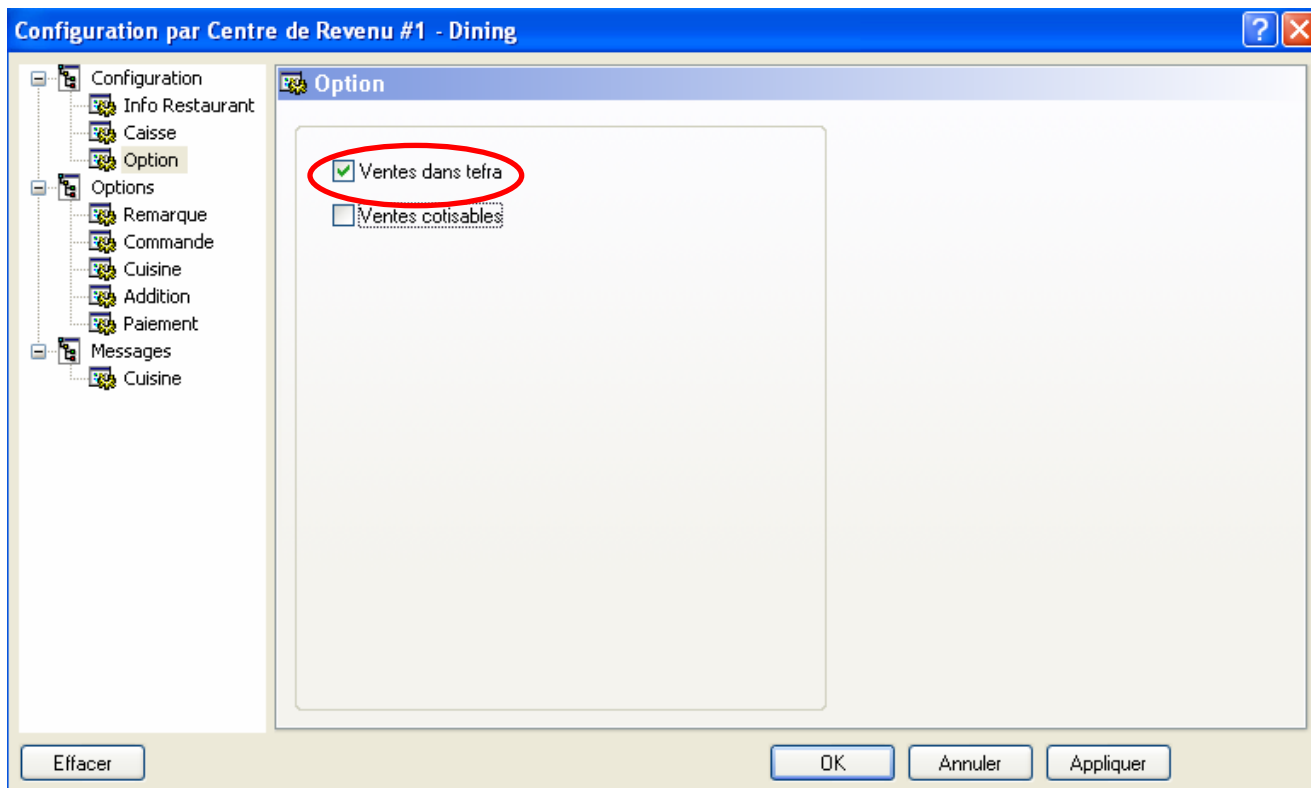 Configuration par Centre de Revenu #1 - Dining
Configuration
Info Restaurant
Caisse
Option
Options
Remarque
Commande
Cuisine
Addition
Paiement
Messages
Cuisine
Option
Ventes dans tefra
Ventes cotisables
Effacer
OK
Annuler
Appliquer